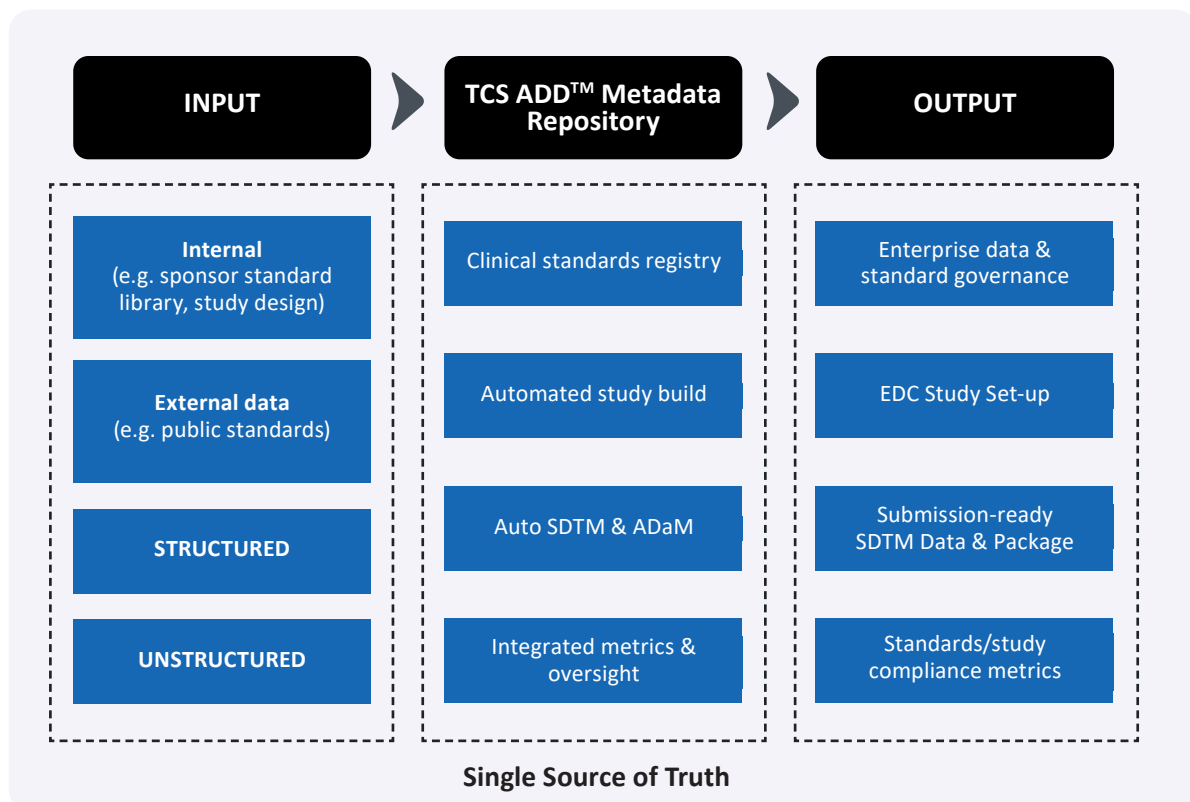 INPUT
TCS ADD™ Metadata
Repository
OUTPUT
Internal
(e.g. sponsor standard
library, study design)
External data
(e.g. public standards)
STRUCTURED
UNSTRUCTURED
Clinical standards registry
Automated study build
Auto SDTM & ADaM
Integrated metrics &
oversight
Enterprise data &
standard governance
EDC Study Set-up
Submission-ready
SDTM Data & Package
Standards/study
compliance metrics
Single Source of Truth